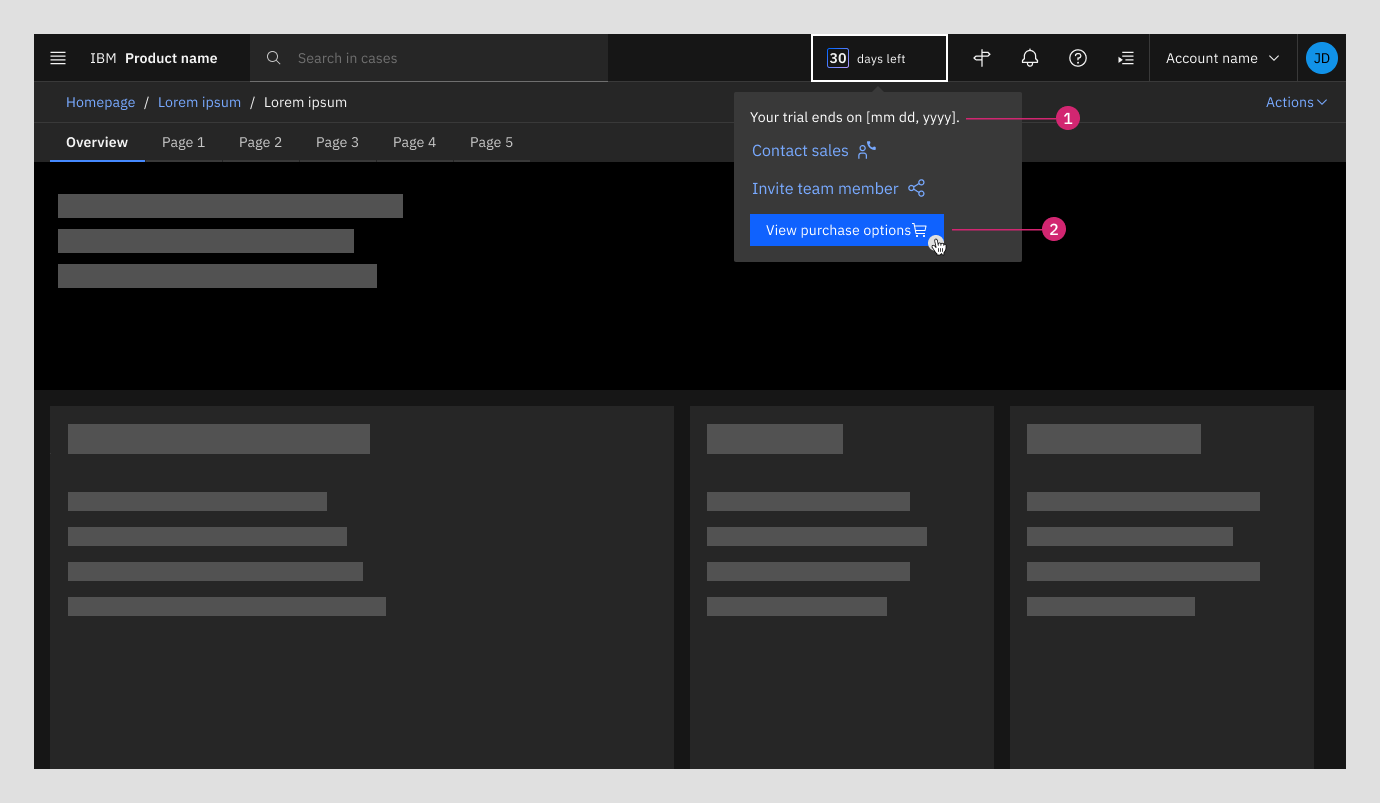 IBM Product name
Search in cases
30 days left
Account name
JD
Homepage / Lorem ipsum / Lorem ipsum
Actions
Overview Page 1 Page 2 Page 3 Page 4 Page 5
Your trial ends on [mm dd, yyyy].
1
Contact sales
Invite team member
View purchase options
2